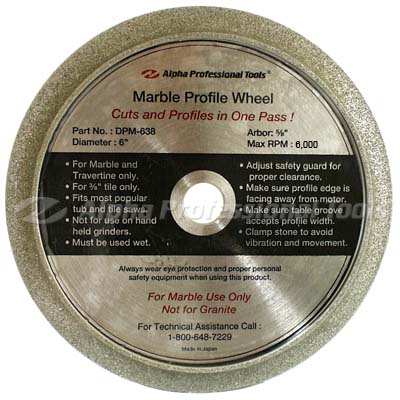 Alpha Professional Tools®
Marble Profile Wheel
Cuts and Profiles in One Pass !
Part No. : DPM-638
Diameter : 6"
Arbor: ⅝"
Max RPM : 6,000
• For Marble and
Travertine only.
• For ⅜" tile only.
• Fits most popular
tub and tile saws.
• Not for use on hand
held grinders.
• Must be used wet.
• Adjust safety guard for
proper clearance.
• Make sure profile edge is
facing away from motor.
• Make sure table groove
accepts profile width.
• Clamp stone to avoid
vibration and movement.
Alpha Professional Tools
Always wear eye protection and proper personal
safety equipment when using this product.
For Marble Use Only
Not for Granite
For Technical Assistance Call :
1-800-648-7229
Made in Japan